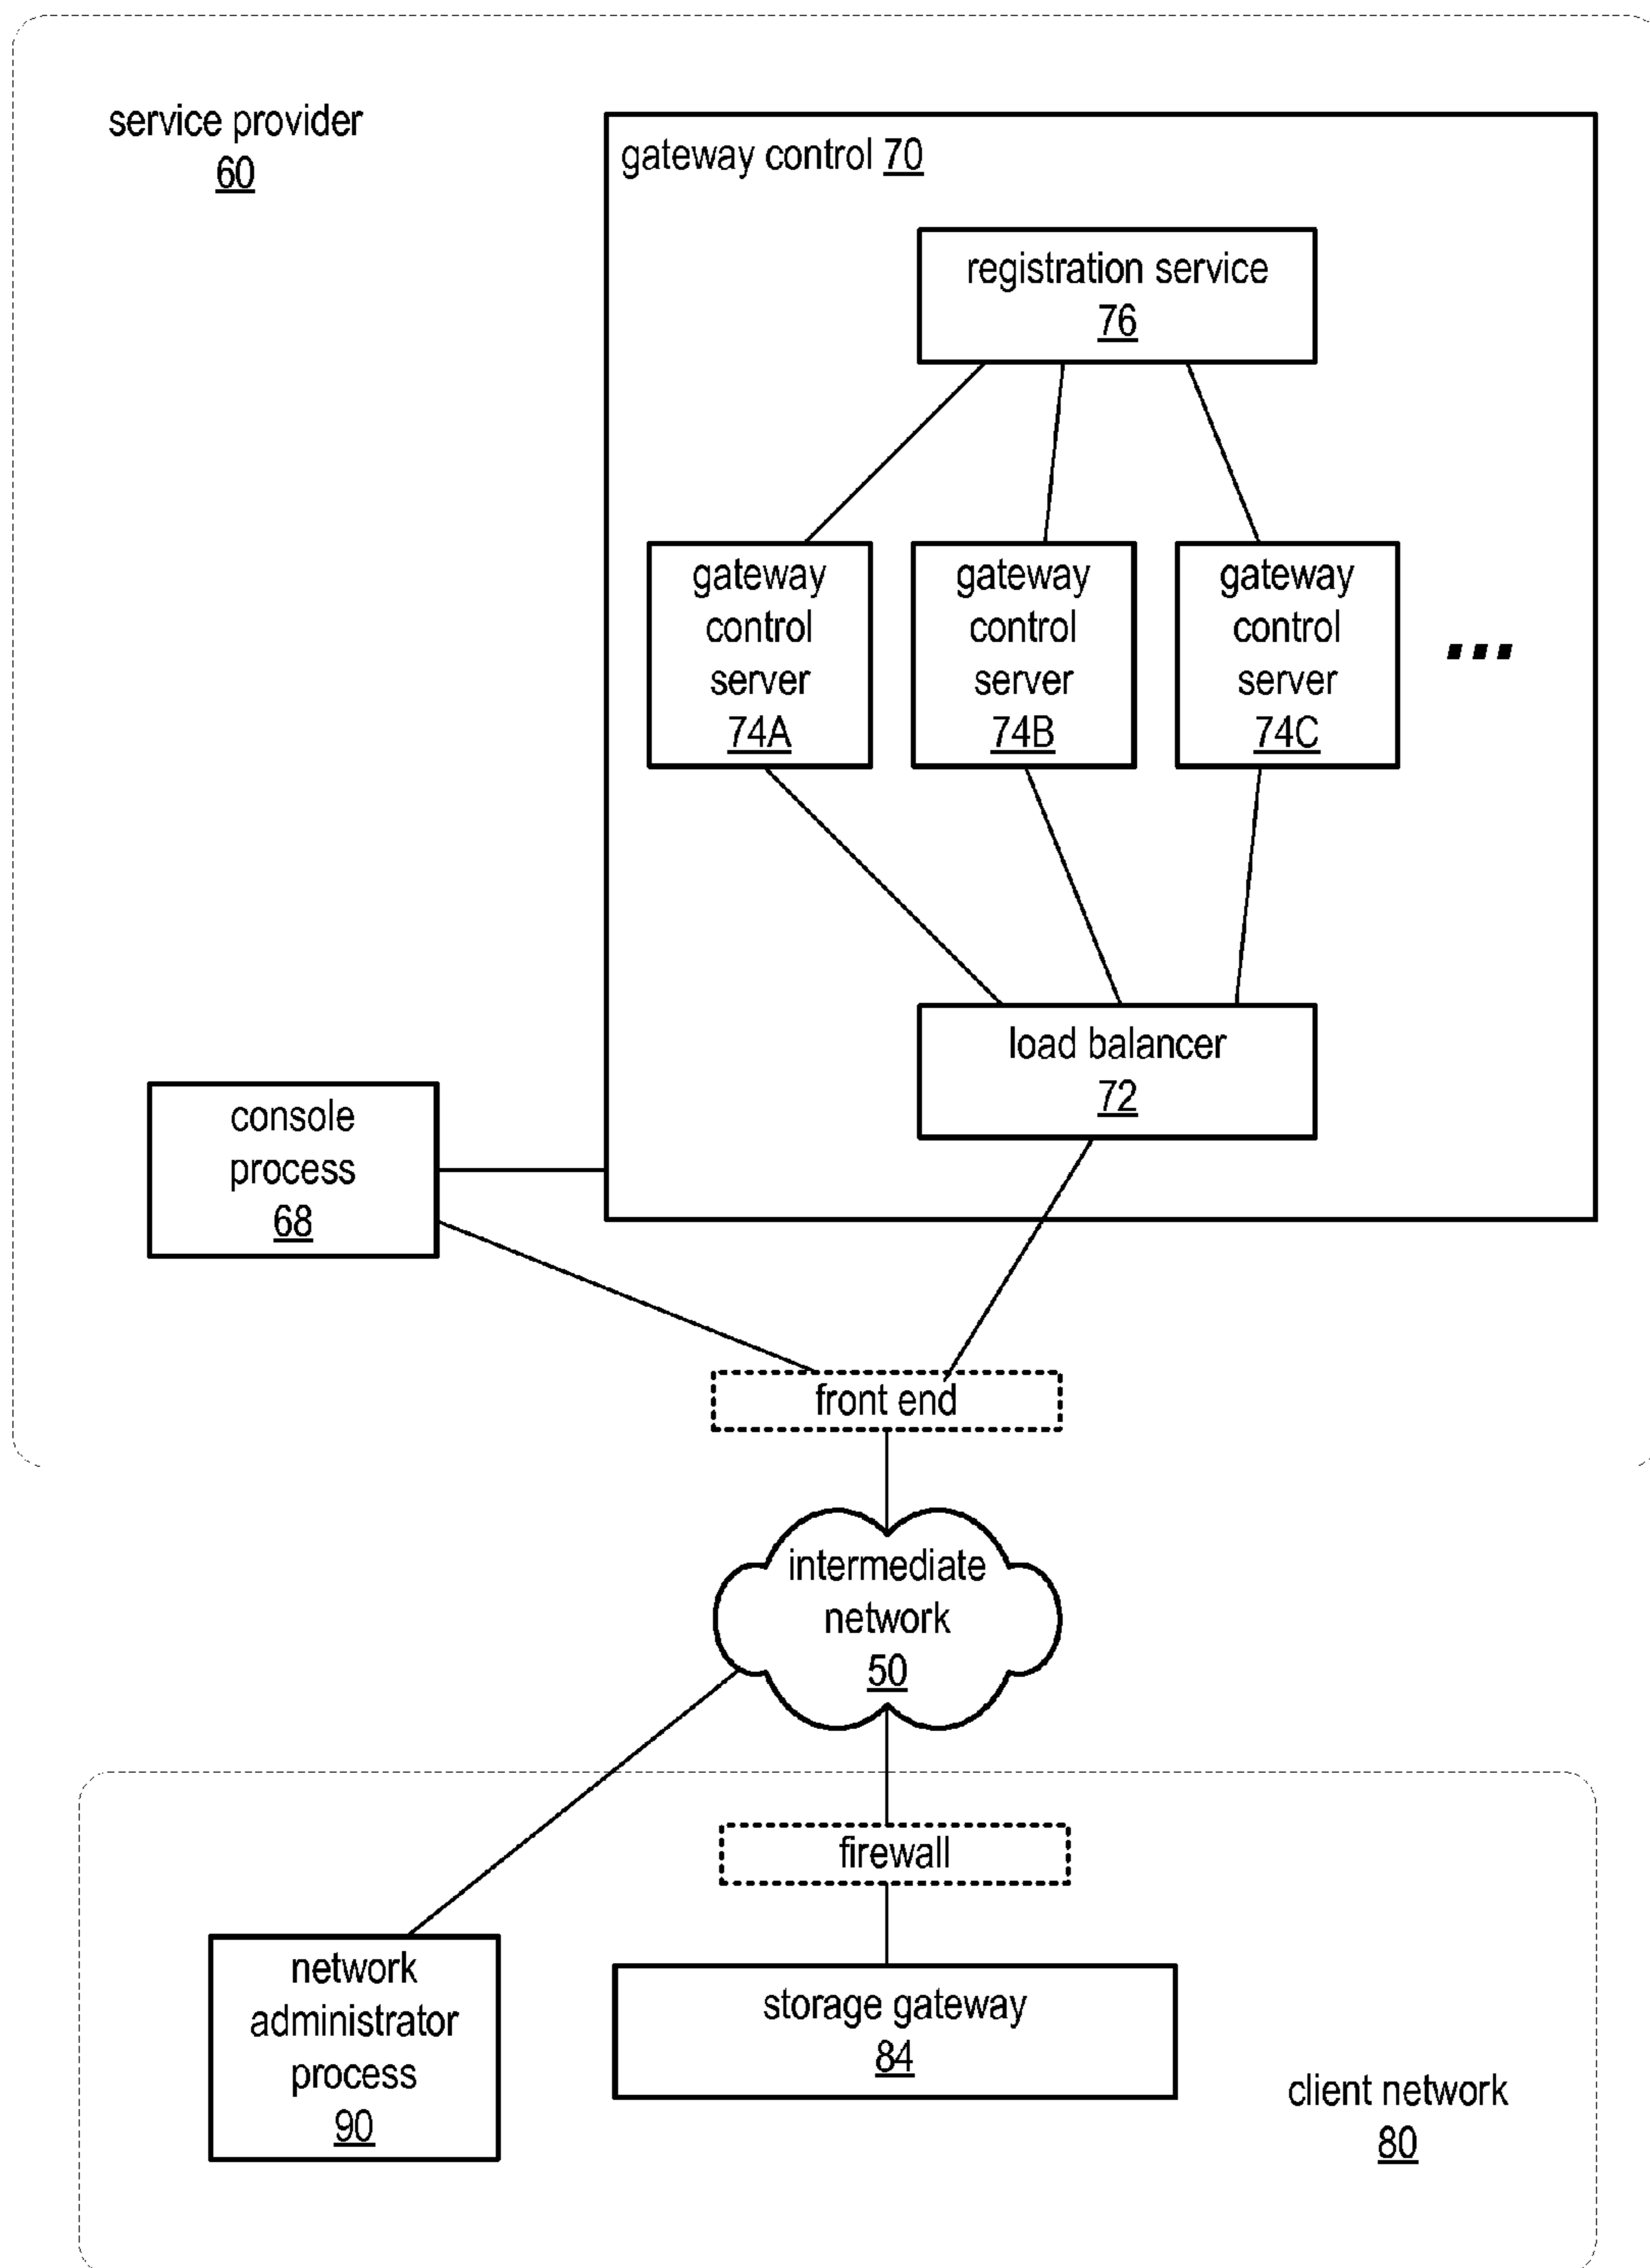 service provider
60
gateway control 70
registration service
76
gateway
control
server
74A
gateway
control
server
74B
gateway
control
server
74C
...
load balancer
72
console
process
68
front end
intermediate
network
50
firewall
network
administrator
process
90
storage gateway
84
client network
80